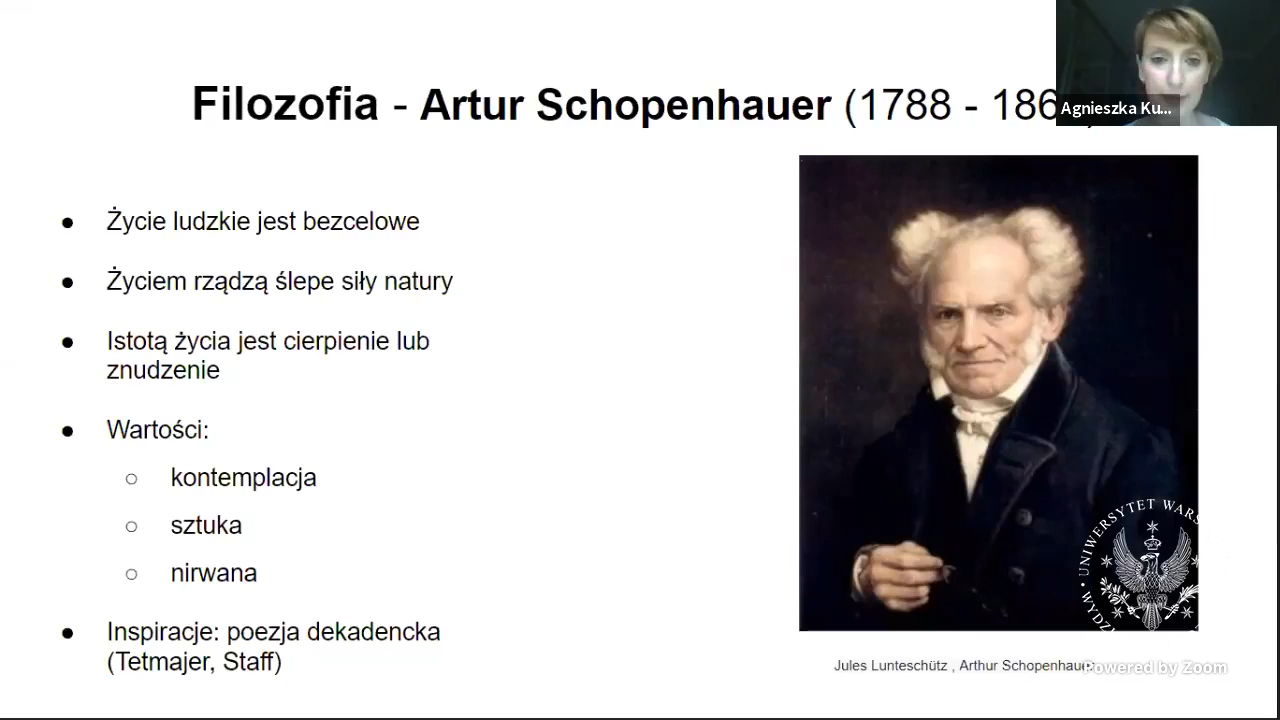 Filozofia - Artur Schopenhauer (1788 - 186
Agnieszka Ku...
Życie ludzkie jest bezcelowe
Życiem rządzą ślepe siły natury
Istotą życia jest cierpienie lub
znudzenie
Wartości:
kontemplacja
sztuka
nirwana
Inspiracje: poezja dekadencka
(Tetmajer, Staff)
UNIWERSYTET WARS
WYDZ
Jules Lunteschütz , Arthur Schopenhauer
Powered by Zoom